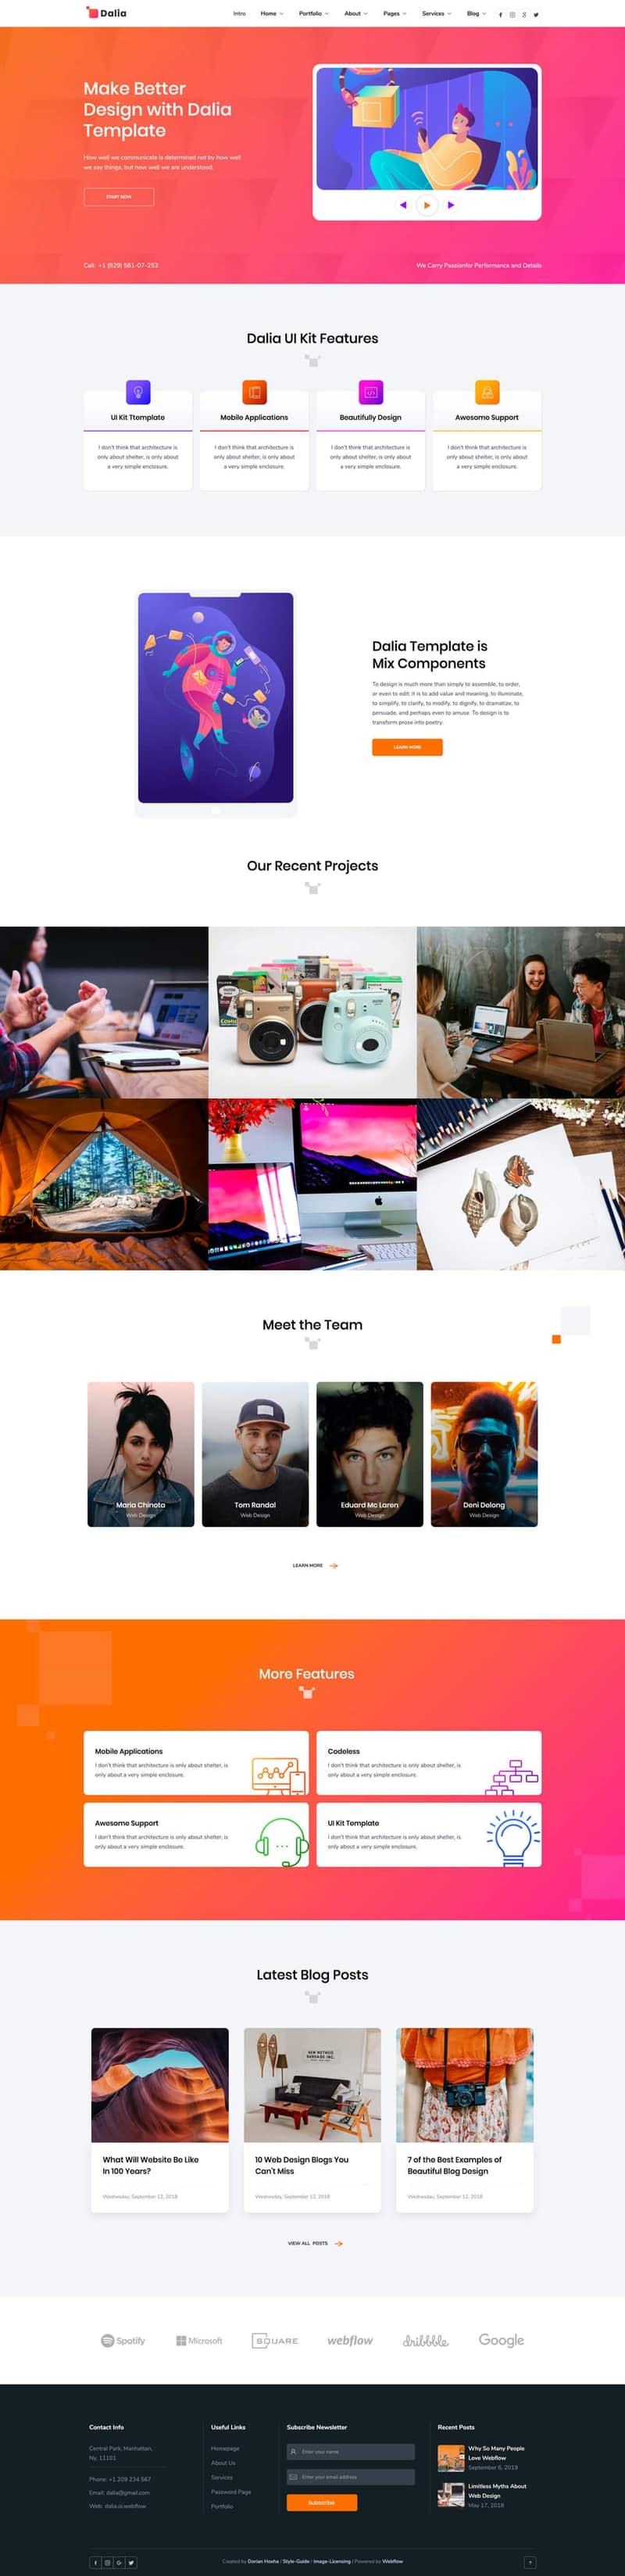 Dalia
Intro Home Portfolio About Pages Services Blog
Make Better
Design with Dalia
Template
How well we communicate is determined not by how well
we say things, but how well we are understood.
START NOW
Call: +1 (929) 561-07-253
We Carry Passionfor Performance and Details
Dalia UI Kit Features
UI Kit Ttemplate
I don't think that architecture is
only about shelter, is only about
a very simple enclosure.
Mobile Applications
I don't think that architecture is
only about shelter, is only about
a very simple enclosure.
Beautifully Design
I don't think that architecture is
only about shelter, is only about
a very simple enclosure.
Awesome Support
I don't think that architecture is
only about shelter, is only about
a very simple enclosure.
Dalia Template is
Mix Components
To design is much more than simply to assemble, to order,
or even to edit: it is to add value and meaning, to illuminate,
to simplify, to clarify, to modify, to dignify, to dramatize, to
persuade, and perhaps even to amuse. To design is to
transform prose into poetry.
LEARN MORE
Our Recent Projects
Meet the Team
Maria Chinota
Web Design
Tom Randal
Web Design
Eduard Mc Laren
Web Design
Deni Delong
Web Design
LEARN MORE
More Features
Mobile Applications
I don't think that architecture is only about shelter, is
only about a very simple enclosure.
Codeless
I don't think that architecture is only about shelter, is
only about a very simple enclosure.
Awesome Support
I don't think that architecture is only about shelter, is
only about a very simple enclosure.
UI Kit Template
I don't think that architecture is only about shelter, is
only about a very simple enclosure.
Latest Blog Posts
What Will Website Be Like
In 100 Years?
Wednesday, September 12, 2018
10 Web Design Blogs You
Can't Miss
Wednesday, September 12, 2018
7 of the Best Examples of
Beautiful Blog Design
Wednesday, September 12, 2018
VIEW ALL POSTS
Spotify
Microsoft
SQUARE
webflow
dribbble
Google
Contact Info
Central Park, Manhattan,
Ny, 11101
Phone: +1 209 234 567
Email: dalia@gmail.com
Web: dalia.oi.webflow
Useful Links
Homepage
About Us
Services
Password Page
Portfolio
Subscribe Newsletter
Enter your name
Enter your email address
Subscribe
Recent Posts
Why So Many People
Love Webflow
September 6, 2018
Limitless Myths About
Web Design
May 17, 2018
Created by Dorian Hoxha | Style-Guide | Image-Licensing | Powered by Webflow